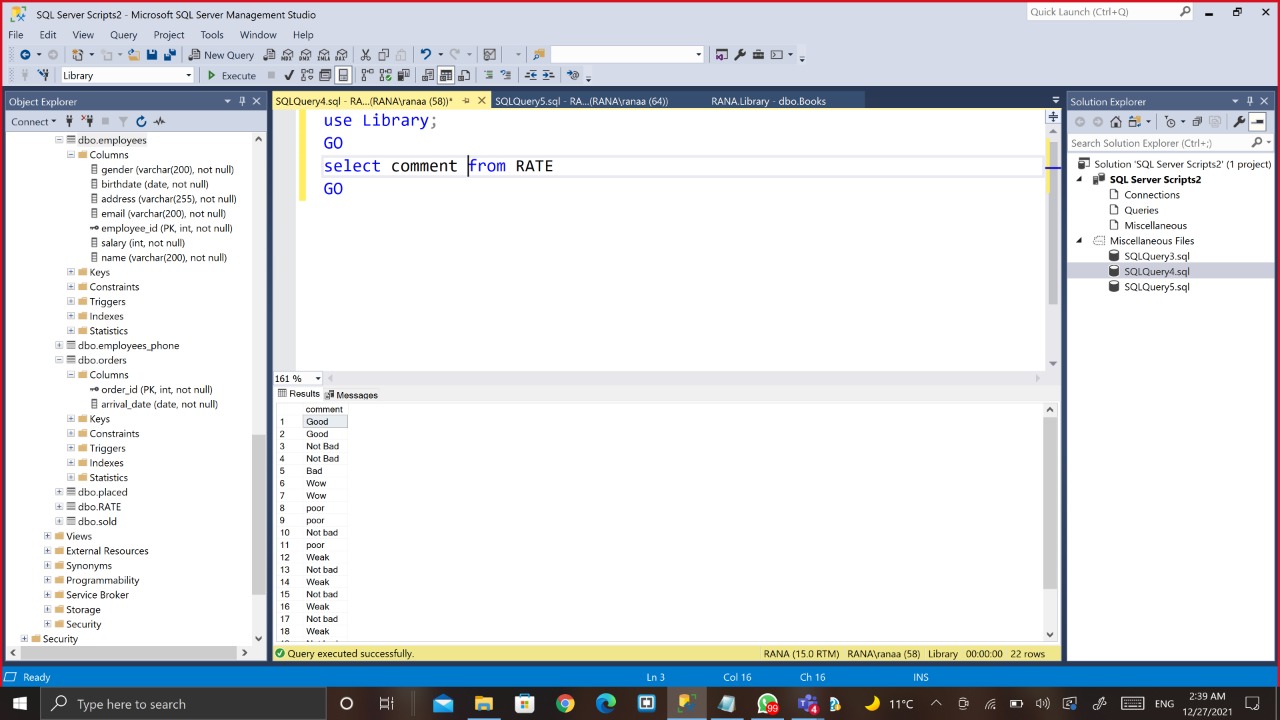 SQL Server Scripts2 - Microsoft SQL Server Management Studio
Quick Launch (Ctrl+Q)
File Edit View Query Project Tools Window Help
New Query
Library
Execute
Object Explorer
Connect
dbo.employees
Columns
gender (varchar(200), not null)
birthdate (date, not null)
address (varchar(255), not null)
email (varchar(200), not null)
employee_id (PK, int, not null)
salary (int, not null)
name (varchar(200), not null)
Keys
Constraints
Triggers
Indexes
Statistics
dbo.employees_phone
dbo.orders
Columns
order_id (PK, int, not null)
arrival_date (date, not null)
Keys
Constraints
Triggers
Indexes
Statistics
dbo.placed
dbo.RATE
dbo.sold
Views
External Resources
Synonyms
Programmability
Service Broker
Storage
Security
Security
SQLQuery4.sql - RA...(RANA\ranaa (58))*
SQLQuery5.sql - RA...(RANA\ranaa (64))
RANA.Library - dbo.Books
use Library;
GO
select comment from RATE
GO
161 %
Results
Messages
comment
1 Good
2 Good
3 Not Bad
4 Not Bad
5 Bad
6 Wow
7 Wow
8 poor
9 poor
10 Not bad
11 poor
12 Weak
13 Not bad
14 Weak
15 Not bad
16 Weak
17 Not bad
18 Weak
Query executed successfully.
RANA (15.0 RTM) RANA\ranaa (58) Library 00:00:00 22 rows
Solution Explorer
Search Solution Explorer (Ctrl+;)
Solution 'SQL Server Scripts2' (1 project)
SQL Server Scripts2
Connections
Queries
Miscellaneous
Miscellaneous Files
SQLQuery3.sql
SQLQuery4.sql
SQLQuery5.sql
Ready
Ln 3
Col 16
Ch 16
INS
Type here to search
99
4
11°C
ENG
2:39 AM
12/27/2021